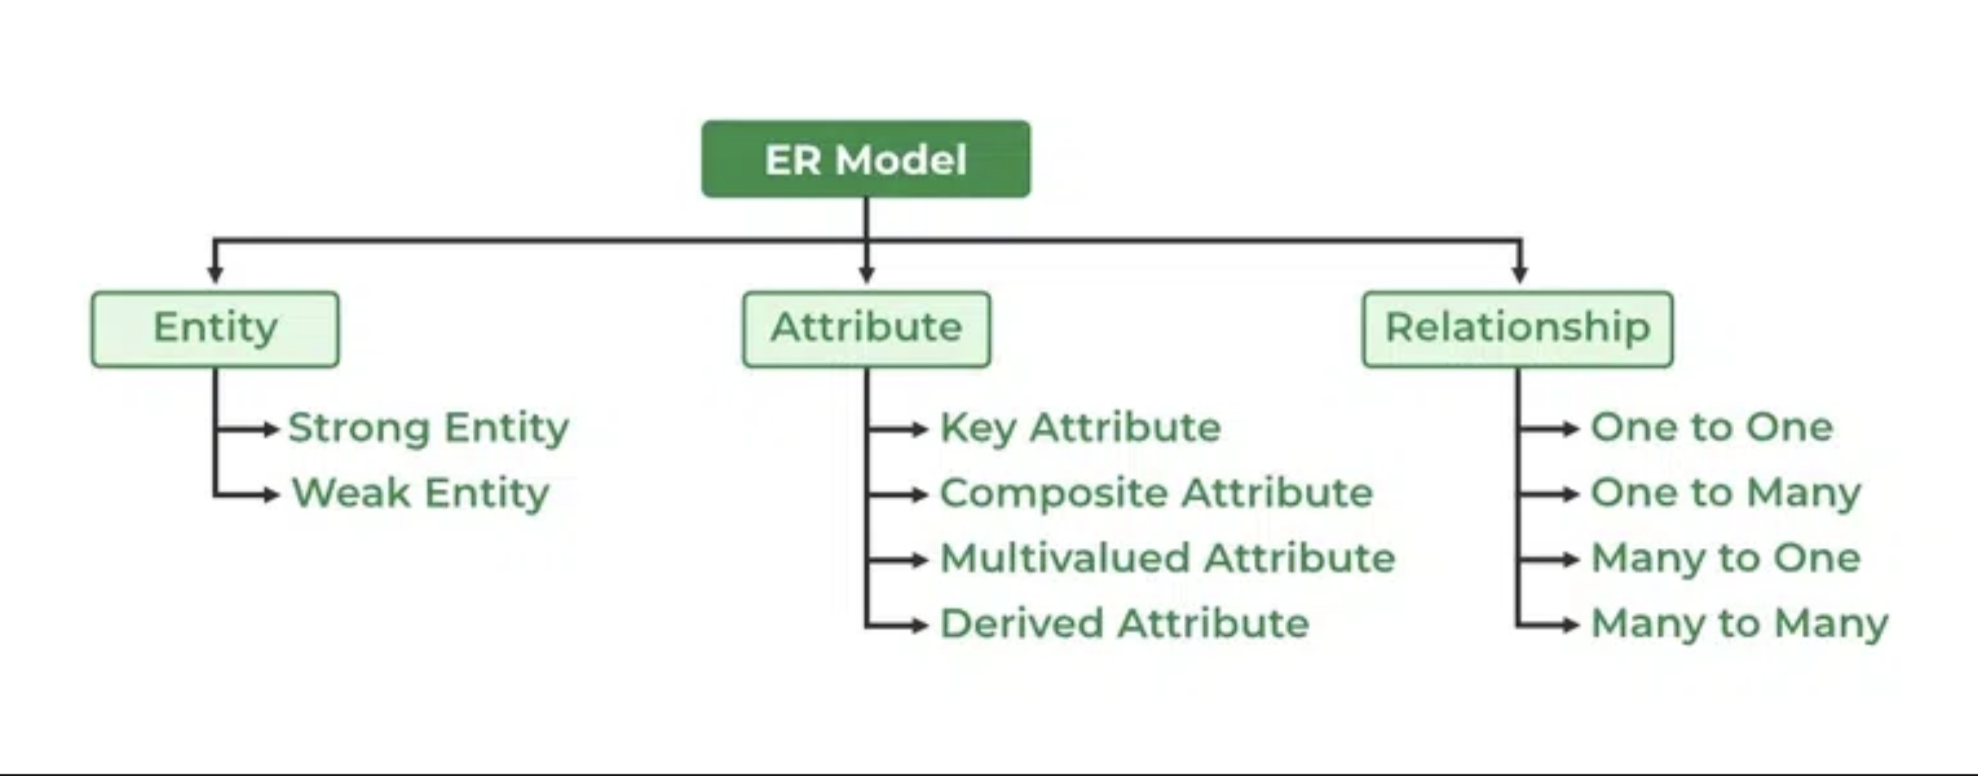 ER Model
Entity
Strong Entity
Weak Entity
Attribute
Key Attribute
Composite Attribute
Multivalued Attribute
Derived Attribute
Relationship
One to One
One to Many
Many to One
Many to Many